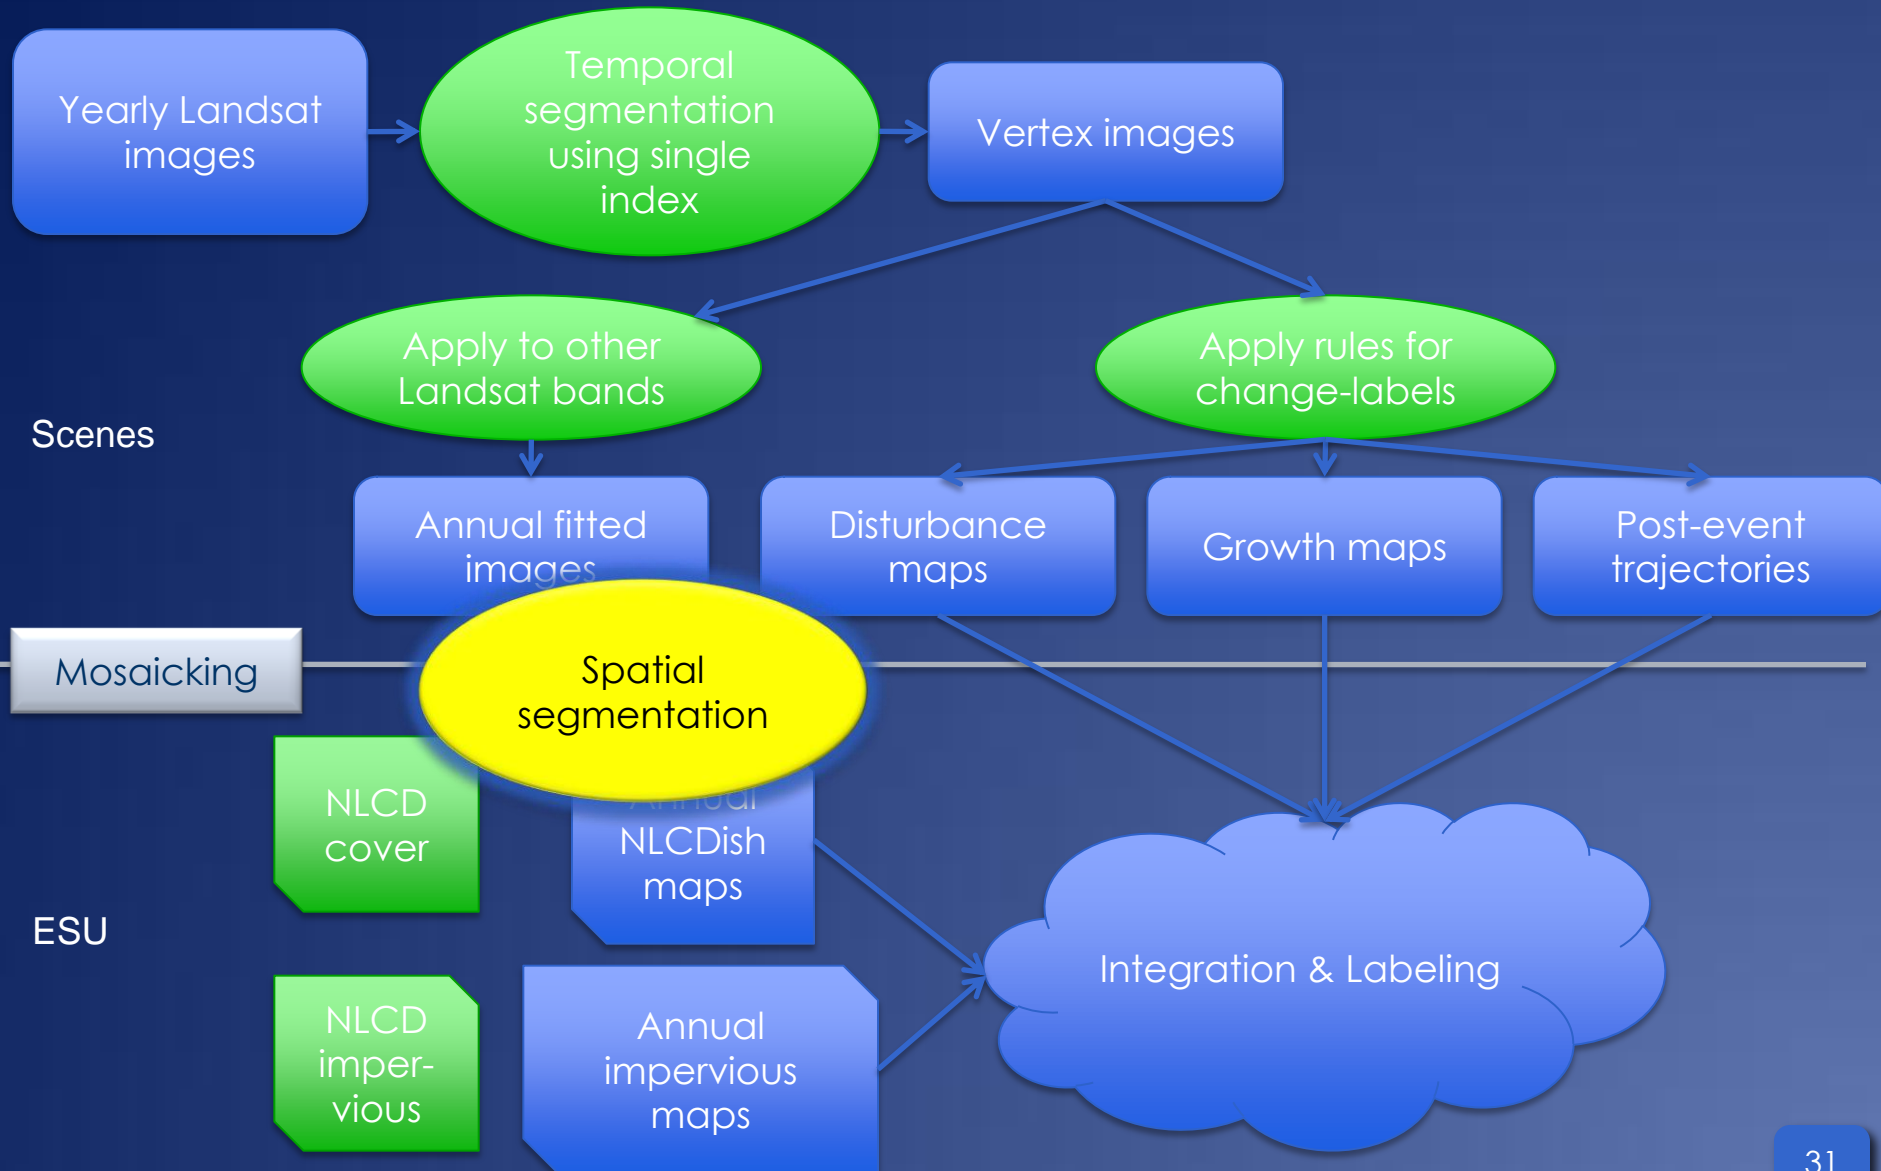 Yearly Landsat
images
Temporal
segmentation
using single
index
Vertex images
Apply to other
Landsat bands
Apply rules for
change-labels
Scenes
Annual fitted
images
Disturbance
maps
Growth maps
Post-event
trajectories
Mosaicking
Spatial
segmentation
NLCD
cover
Annual
NLCDish
maps
ESU
Integration & Labeling
NLCD
imper-
vious
Annual
impervious
maps
31